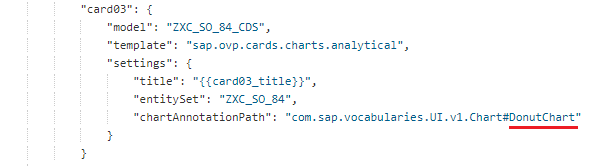 "card03": {
"model": "ZXC_SO_84_CDS",
"template": "sap.ovp.cards.charts.analytical",
"settings": {
"title": "{{card03_title}}",
"entitySet": "ZXC_SO_84",
"chartAnnotationPath": "com.sap.vocabularies.UI.v1.Chart#DonutChart"
}
}